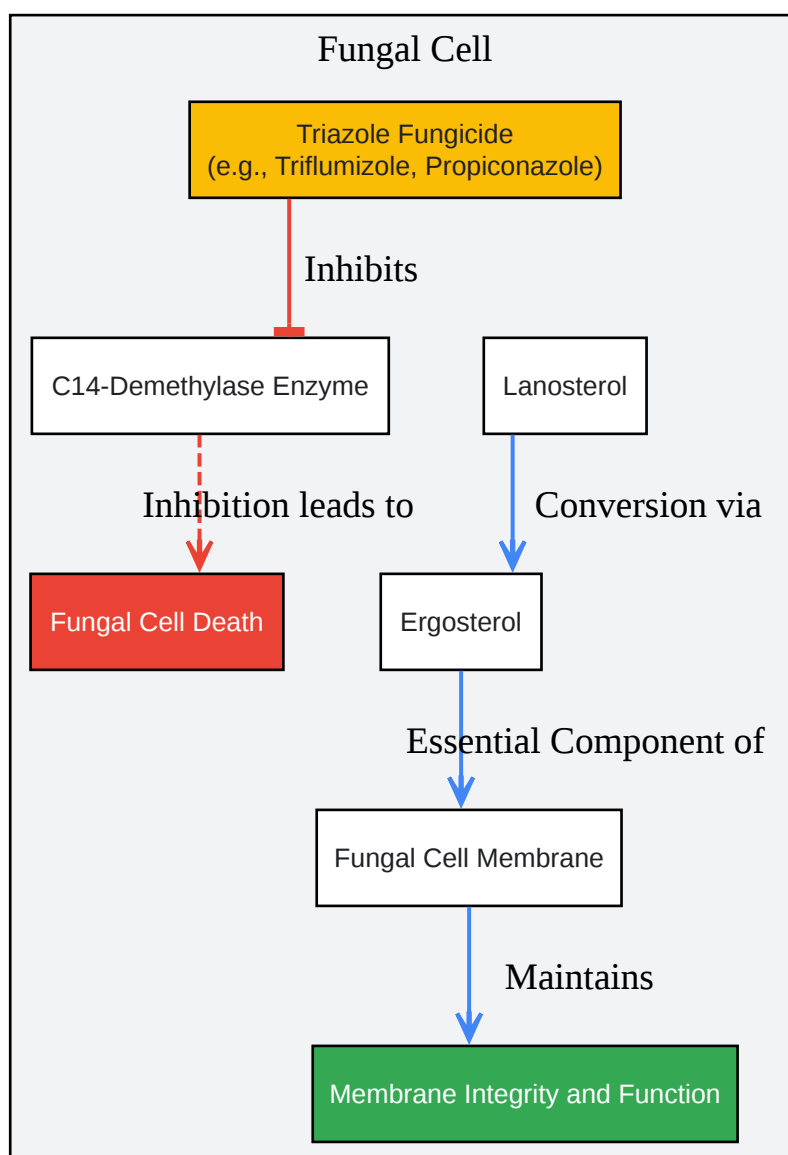 Fungal Cell
Triazole Fungicide
(e.g., Triflumizole, Propiconazole)
Inhibits
C14-Demethylase Enzyme
Lanosterol
Inhibition leads to
Conversion via
Fungal Cell Death
Ergosterol
Essential Component of
Fungal Cell Membrane
Maintains
Membrane Integrity and Function